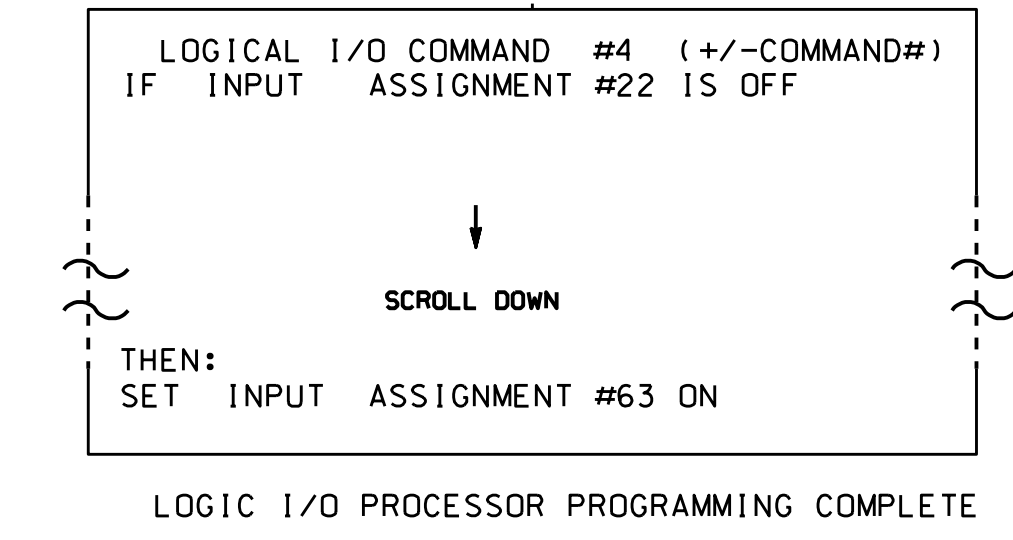 LOGICAL I/O COMMAND #4 (+/-COMMAND#)
IF INPUT ASSIGNMENT #22 IS OFF
SCROLL DOWN
THEN:
SET INPUT ASSIGNMENT #63 ON
LOGIC I/O PROCESSOR PROGRAMMING COMPLETE